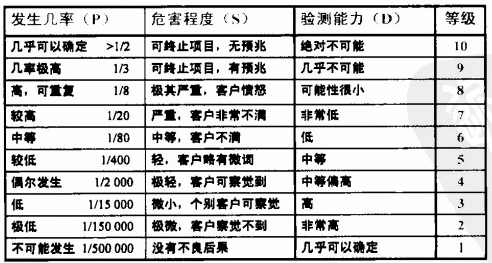 发生几率（P） 危害程度（S） 验测能力（D） 等级
几乎可以确定 >1/2 可终止项目，无预兆 绝对不可能 10
几率极高 1/3 可终止项目，有预兆 几乎不可能 9
高，可重复 1/8 极其严重，客户愤怒 可能性很小 8
较高 1/20 严重，客户非常不满 非常低 7
中等 1/80 中等，客户不满 低 6
较低 1/400 轻，客户略有微词 中等 5
偶尔发生 1/2 000 极轻，客户可察觉到 中等偏高 4
低 1/15 000 微小，个别客户可察觉 高 3
极低 1/150 000 极微，客户察觉不到 非常高 2
不可能发生 1/500 000 没有不良后果 几乎可以确定 1